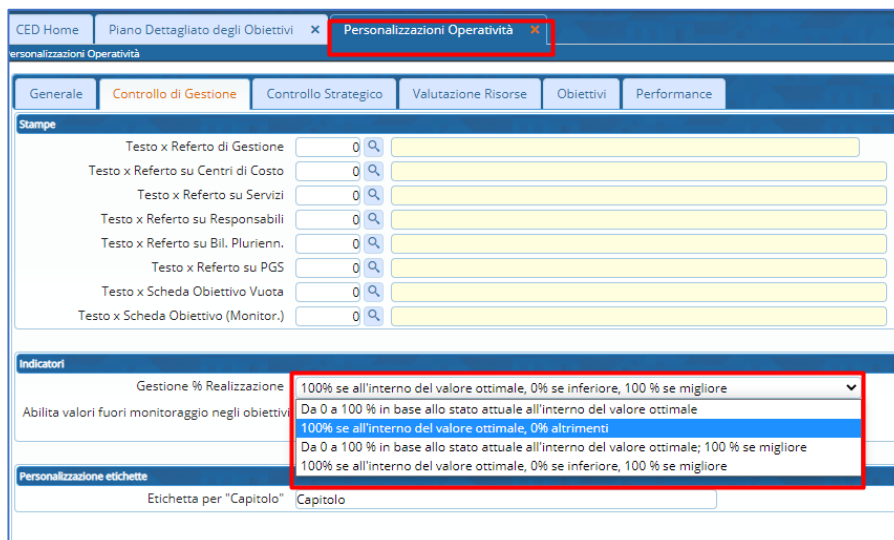 CED Home Piano Dettagliato degli Obiettivi × Personalizzazioni Operatività ×
ersonalizzazioni Operatività
Generale Controllo di Gestione Controllo Strategico Valutazione Risorse Obiettivi Performance
Stampe
Testo x Referto di Gestione 0
Testo x Referto su Centri di Costo 0
Testo x Referto su Servizi 0
Testo x Referto su Responsabili 0
Testo x Referto su Bil. Plurienn. 0
Testo x Referto su PGS 0
Testo x Scheda Obiettivo Vuota 0
Testo x Scheda Obiettivo (Monitor.) 0
Indicatori
Gestione % Realizzazione 100% se all'interno del valore ottimale, 0% se inferiore, 100 % se migliore
Abilita valori fuori monitoraggio negli obiettivi Da 0 a 100 % in base allo stato attuale all'interno del valore ottimale
100% se all'interno del valore ottimale, 0% altrimenti
Da 0 a 100 % in base allo stato attuale all'interno del valore ottimale; 100 % se migliore
100% se all'interno del valore ottimale, 0% se inferiore, 100 % se migliore
Personalizzazione etichette
Etichetta per "Capitolo" Capitolo